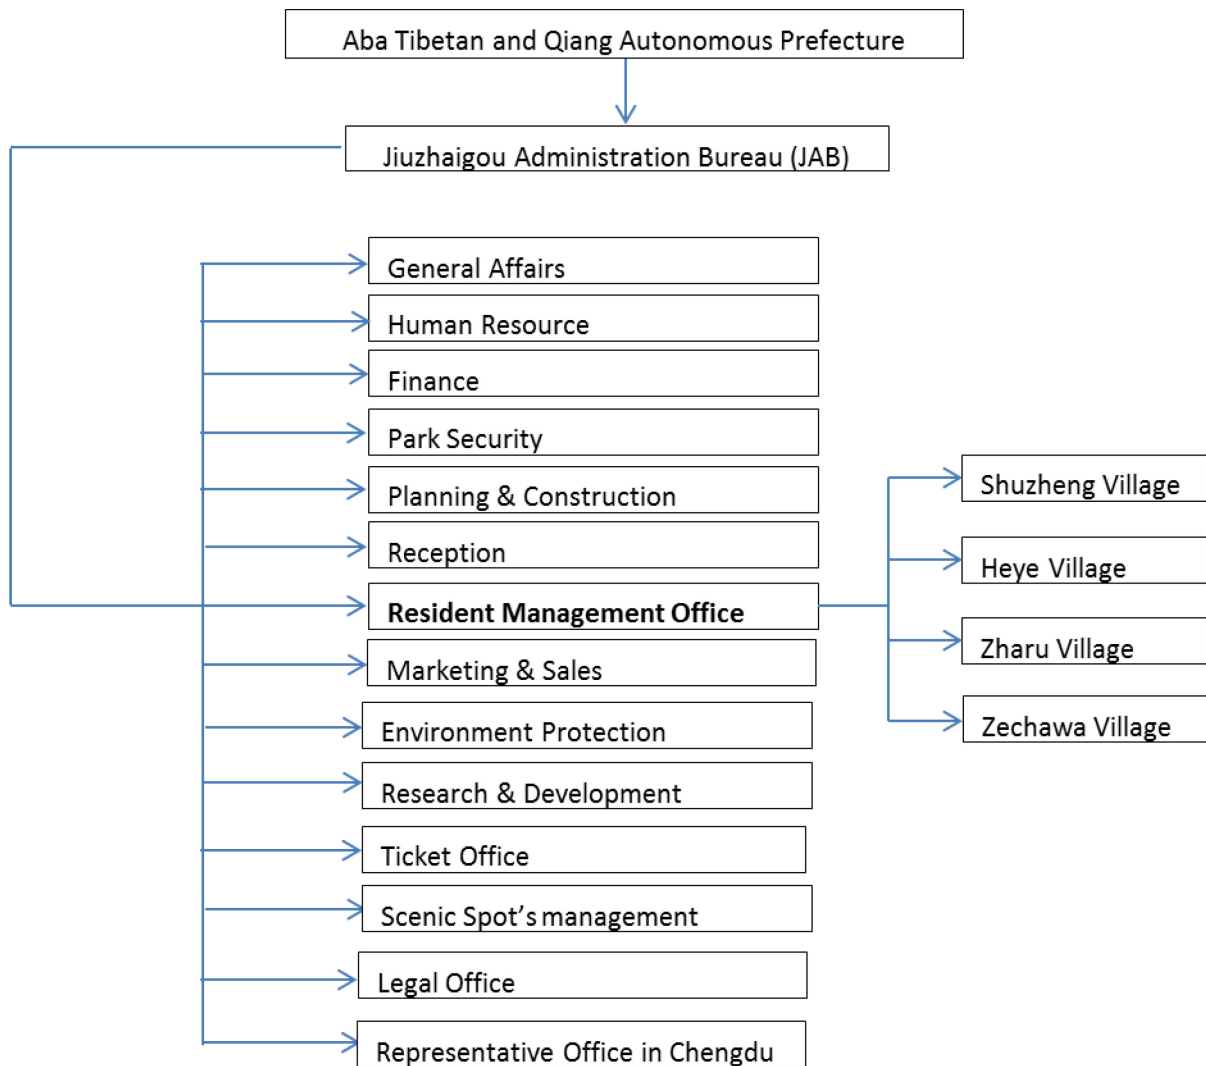 Aba Tibetan and Qiang Autonomous Prefecture
Jiuzhaigou Administration Bureau (JAB)
General Affairs
Human Resource
Finance
Park Security
Planning & Construction
Reception
Resident Management Office
Marketing & Sales
Environment Protection
Research & Development
Ticket Office
Scenic Spot’s management
Legal Office
Representative Office in Chengdu
Shuzheng Village
Heye Village
Zharu Village
Zechawa Village